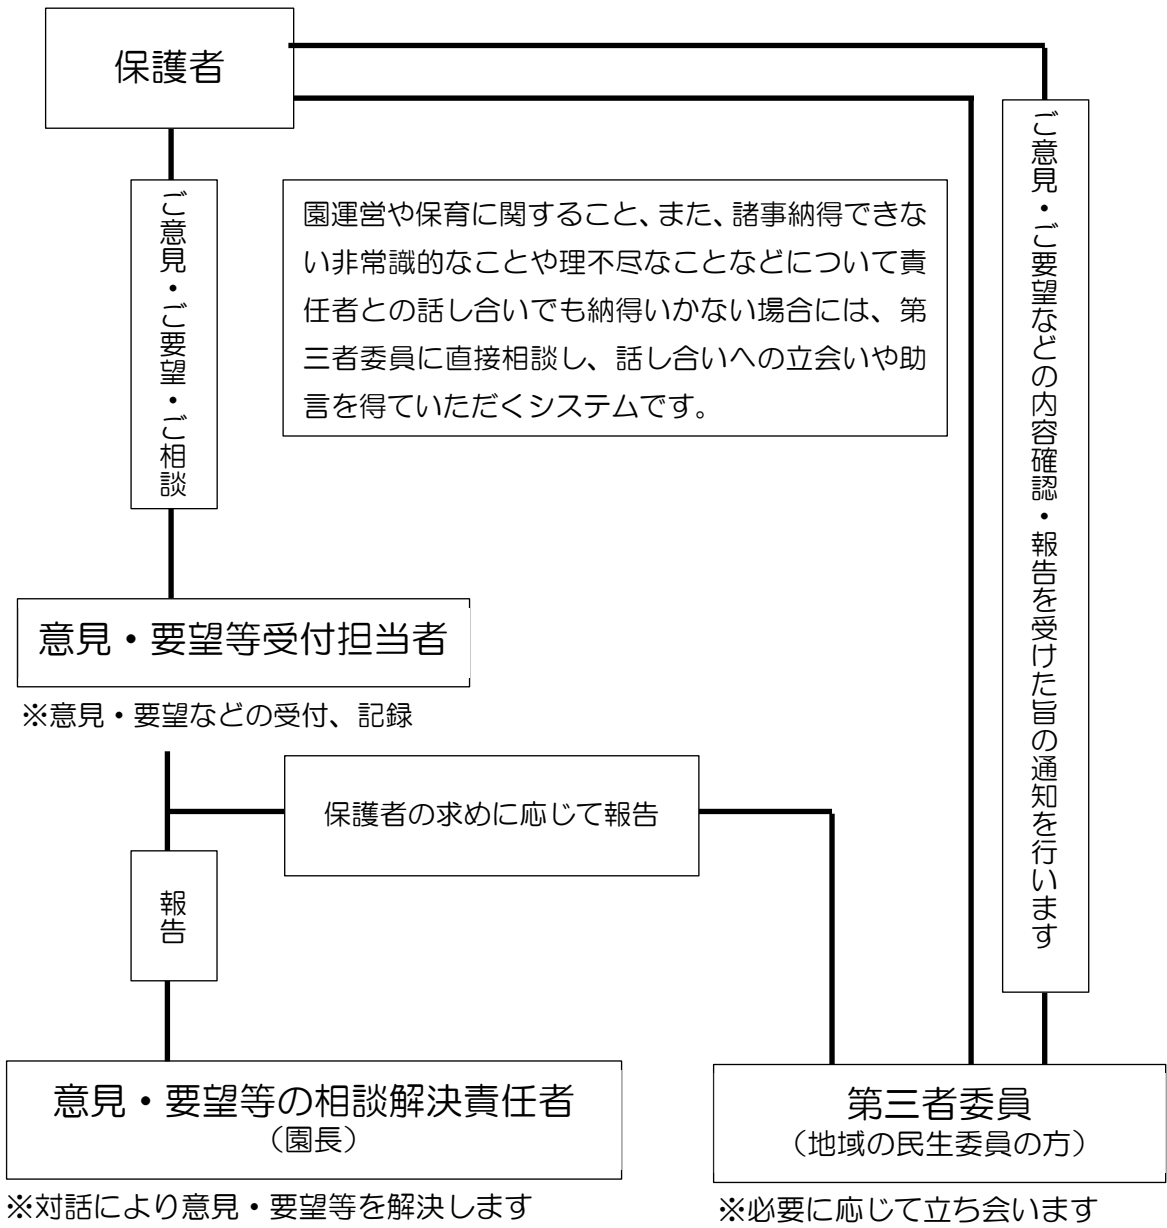 保護者
ご意見・ご要望・ご相談
園運営や保育に関すること、また、諸事納得できな
い非常識的なことや理不尽なことなどについて責
任者との話し合いでも納得いかない場合には、第
三者委員に直接相談し、話し合いへの立会いや助
言を得ていただくシステムです。
ご意見・ご要望などの内容確認・報告を受けた旨の通知を行います
意見・要望等受付担当者
※意見・要望などの受付、記録
保護者の求めに応じて報告
報告
意見・要望等の相談解決責任者
（園長）
※対話により意見・要望等を解決します
第三者委員
（地域の民生委員の方）
※必要に応じて立ち会います